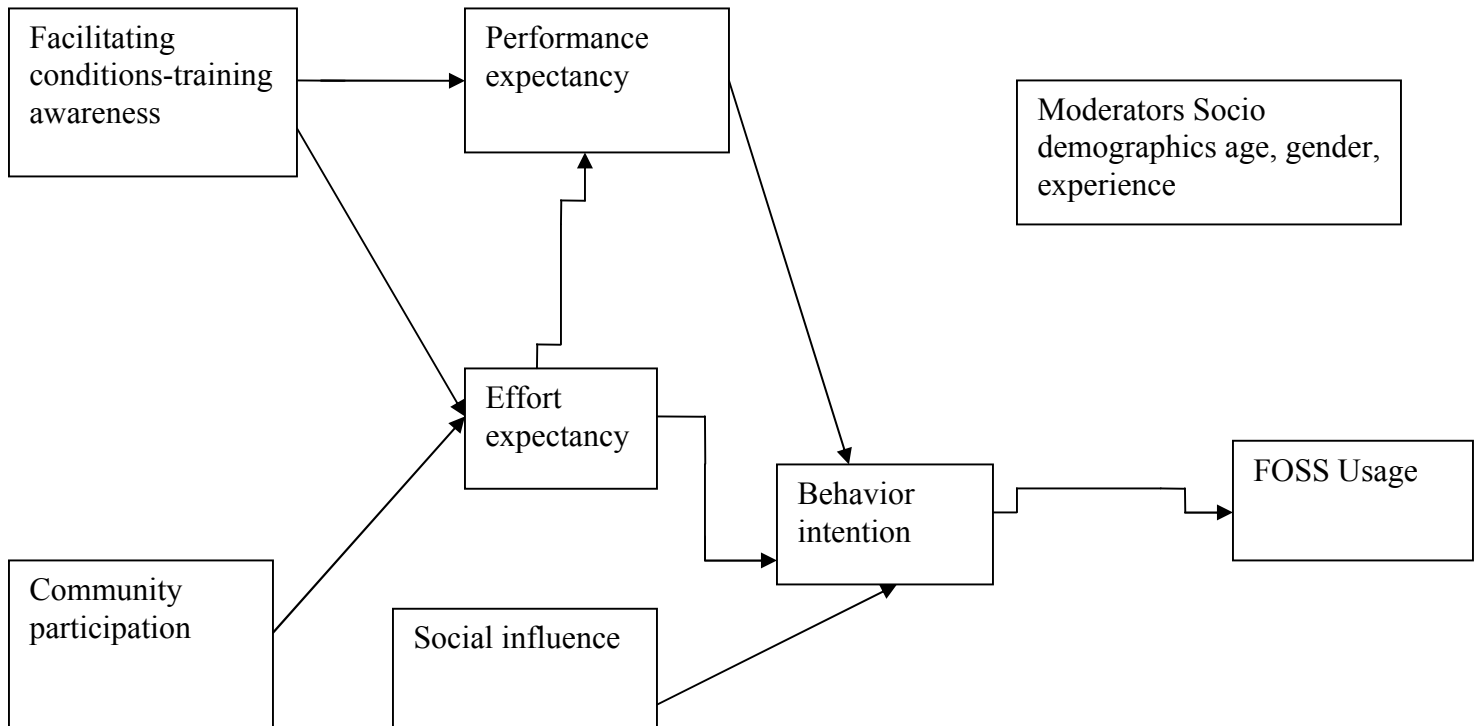 Facilitating
conditions-training
awareness
Performance
expectancy
Moderators Socio
demographics age, gender,
experience
Effort
expectancy
Behavior
intention
FOSS Usage
Community
participation
Social influence